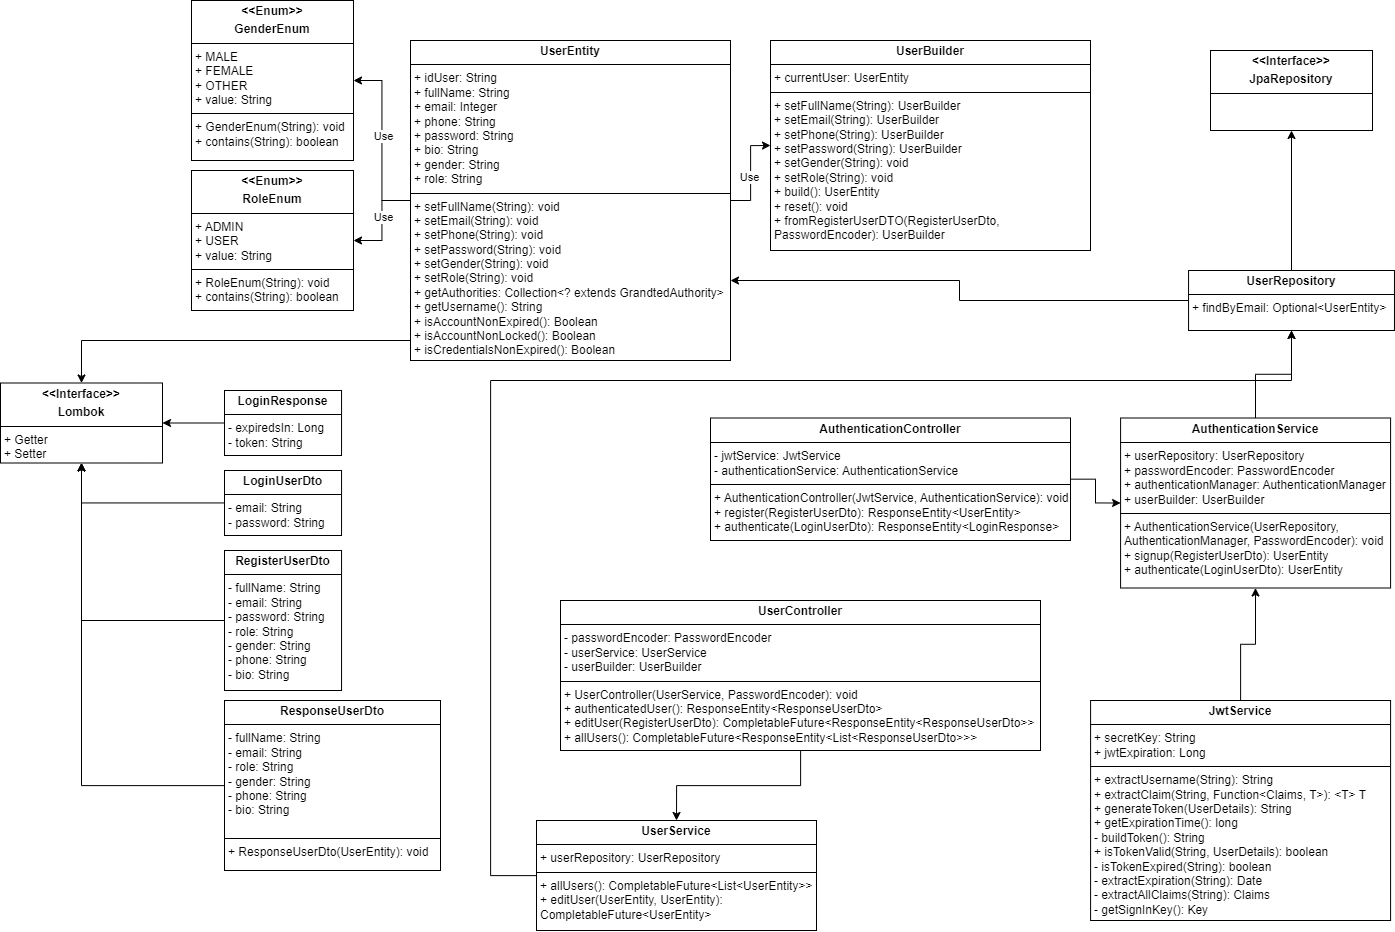 <<Enum>>
GenderEnum
+ MALE
+ FEMALE
+ OTHER
+ value: String
+ GenderEnum(String): void
+ contains(String): boolean
<<Enum>>
RoleEnum
+ ADMIN
+ USER
+ value: String
+ RoleEnum(String): void
+ contains(String): boolean
Use
Use
UserEntity
+ idUser: String
+ fullName: String
+ email: Integer
+ phone: String
+ password: String
+ bio: String
+ gender: String
+ role: String
+ setFullName(String): void
+ setEmail(String): void
+ setPhone(String): void
+ setPassword(String): void
+ setGender(String): void
+ setRole(String): void
+ getAuthorities: Collection<? extends GrandtedAuthority>
+ getUsername(): String
+ isAccountNonExpired(): Boolean
+ isAccountNonLocked(): Boolean
+ isCredentialsNonExpired(): Boolean
Use
UserBuilder
+ currentUser: UserEntity
+ setFullName(String): UserBuilder
+ setEmail(String): UserBuilder
+ setPhone(String): UserBuilder
+ setPassword(String): UserBuilder
+ setGender(String): void
+ setRole(String): void
+ build(): UserEntity
+ reset(): void
+ fromRegisterUserDTO(RegisterUserDto,
PasswordEncoder): UserBuilder
<<Interface>>
JpaRepository
UserRepository
+ findByEmail: Optional<UserEntity>
<<Interface>>
Lombok
+ Getter
+ Setter
LoginResponse
- expiredsIn: Long
- token: String
LoginUserDto
- email: String
- password: String
RegisterUserDto
- fullName: String
- email: String
- password: String
- role: String
- gender: String
- phone: String
- bio: String
ResponseUserDto
- fullName: String
- email: String
- role: String
- gender: String
- phone: String
- bio: String
+ ResponseUserDto(UserEntity): void
AuthenticationController
- jwtService: JwtService
- authenticationService: AuthenticationService
+ AuthenticationController(JwtService, AuthenticationService): void
+ register(RegisterUserDto): ResponseEntity<UserEntity>
+ authenticate(LoginUserDto): ResponseEntity<LoginResponse>
AuthenticationService
+ userRepository: UserRepository
+ passwordEncoder: PasswordEncoder
+ authenticationManager: AuthenticationManager
+ userBuilder: UserBuilder
+ AuthenticationService(UserRepository,
AuthenticationManager, PasswordEncoder): void
+ signup(RegisterUserDto): UserEntity
+ authenticate(LoginUserDto): UserEntity
UserController
- passwordEncoder: PasswordEncoder
- userService: UserService
- userBuilder: UserBuilder
+ UserController(UserService, PasswordEncoder): void
+ authenticatedUser(): ResponseEntity<ResponseUserDto>
+ editUser(RegisterUserDto): CompletableFuture<ResponseEntity<ResponseUserDto>>
+ allUsers(): CompletableFuture<ResponseEntity<List<ResponseUserDto>>>
UserService
+ userRepository: UserRepository
+ allUsers(): CompletableFuture<List<UserEntity>>
+ editUser(UserEntity, UserEntity):
CompletableFuture<UserEntity>
JwtService
+ secretKey: String
+ jwtExpiration: Long
+ extractUsername(String): String
+ extractClaim(String, Function<Claims, T>): <T> T
+ generateToken(UserDetails): String
+ getExpirationTime(): long
- buildToken(): String
+ isTokenValid(String, UserDetails): boolean
- isTokenExpired(String): boolean
- extractExpiration(String): Date
- extractAllClaims(String): Claims
- getSignInKey(): Key